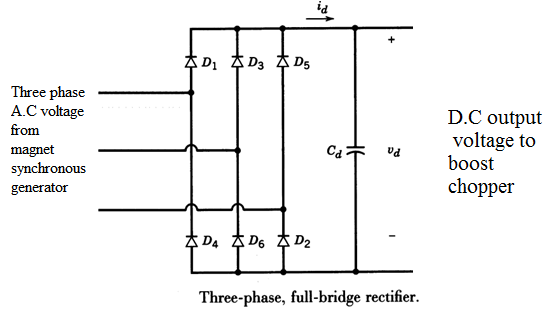 i_d
D_1
D_3
D_5
+
Three phase
A.C voltage
from
magnet
synchronous
generator
C_d
v_d
D.C output
voltage to
boost
chopper
D_4
D_6
D_2
−
Three-phase, full-bridge rectifier.